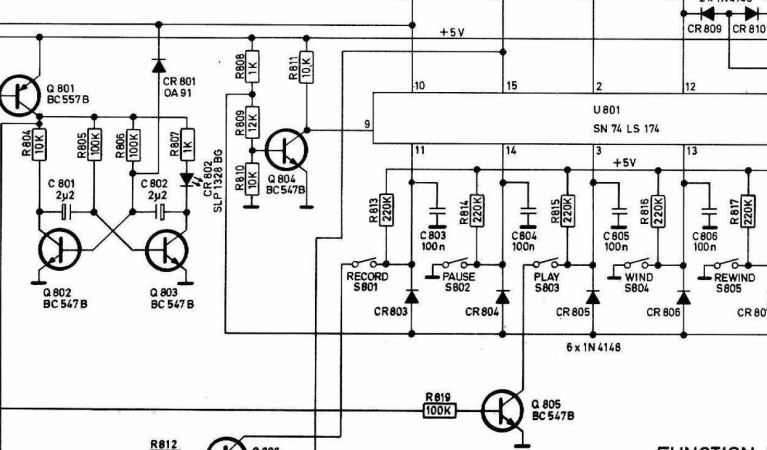 +5V
CR809
CR810
Q 801
BC 557B
CR 801
OA 91
R808
1K
R811
10K
10
15
2
12
U 801
SN 74 LS 174
R804
10K
R805
100K
R806
100K
R807
1K
R809
12K
9
CR 802
SLP 1328 BG
R810
10K
Q 804
BC 547B
11
14
3
13
+5V
C 801
2µ2
C 802
2µ2
R813
220K
R814
220K
R815
220K
R816
220K
R817
220K
C 803
100n
C 804
100n
C 805
100n
C 806
100n
RECORD
S801
PAUSE
S802
PLAY
S803
WIND
S804
REWIND
S805
Q 802
BC 547B
Q 803
BC 547B
CR 803
CR 804
CR 805
CR 806
6 x 1N 4148
R819
100K
Q 805
BC 547B
R812